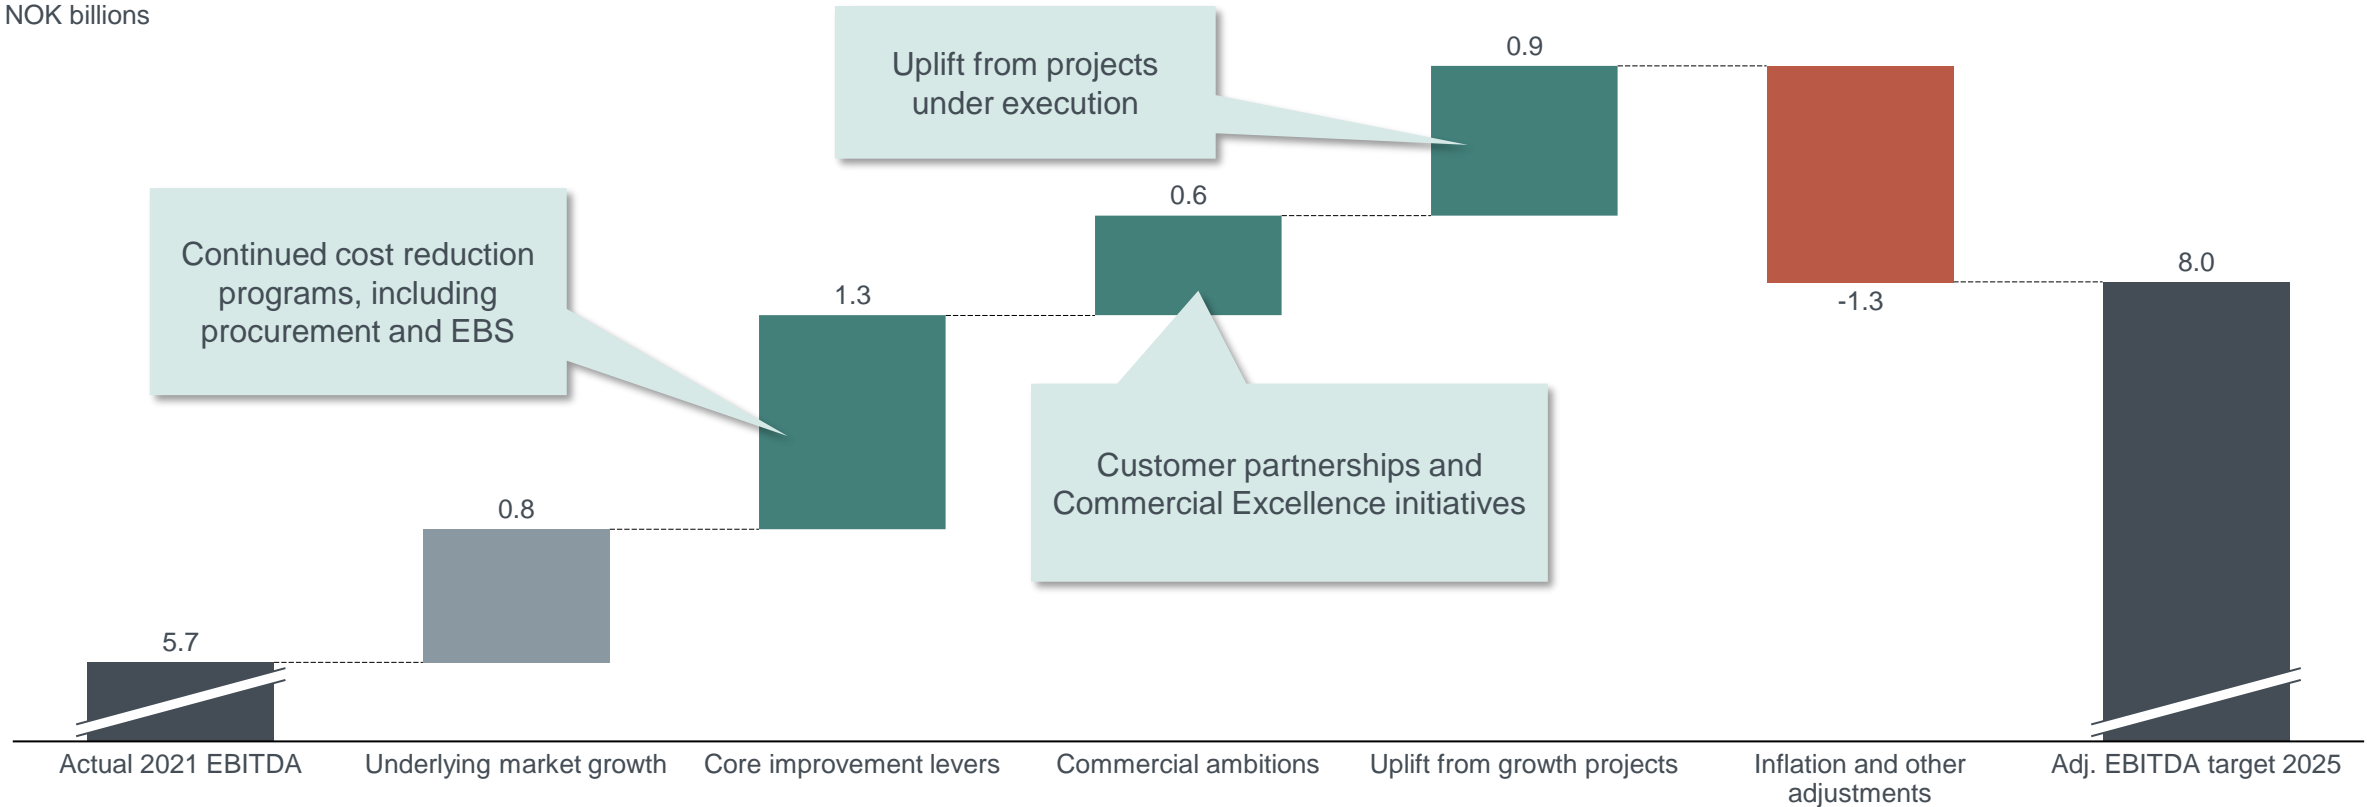 NOK billions
Uplift from projects
under execution
Continued cost reduction
programs, including
procurement and EBS
Customer partnerships and
Commercial Excellence initiatives
5.7
0.8
1.3
0.6
0.9
-1.3
8.0
Actual 2021 EBITDA
Underlying market growth
Core improvement levers
Commercial ambitions
Uplift from growth projects
Inflation and other
adjustments
Adj. EBITDA target 2025